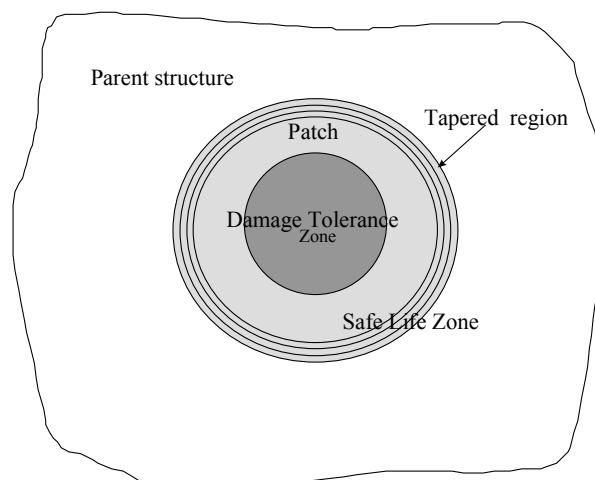 Parent structure
Tapered region
Patch
Damage Tolerance
Zone
Safe Life Zone